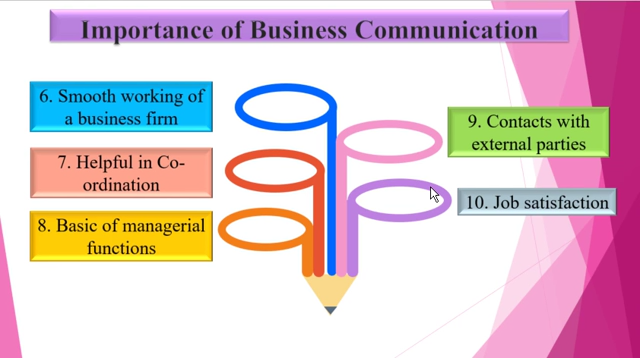 Importance of Business Communication
6. Smooth working of
a business firm
7. Helpful in Co-
ordination
8. Basic of managerial
functions
9. Contacts with
external parties
10. Job satisfaction